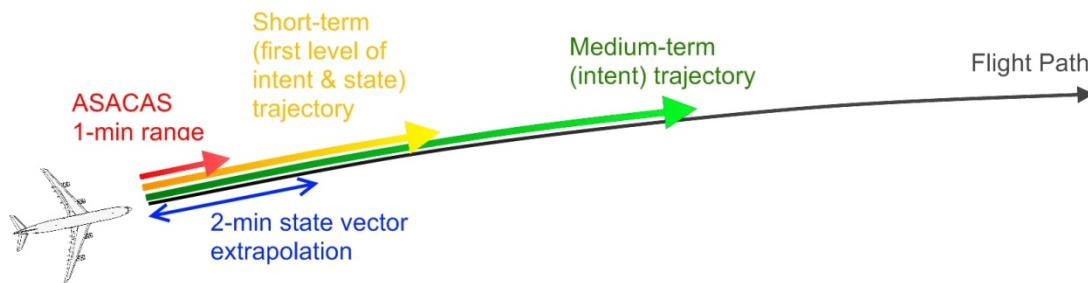 Short-term
(first level of
intent & state)
trajectory
Medium-term
(intent) trajectory
Flight Path
ASACAS
1-min range
2-min state vector
extrapolation